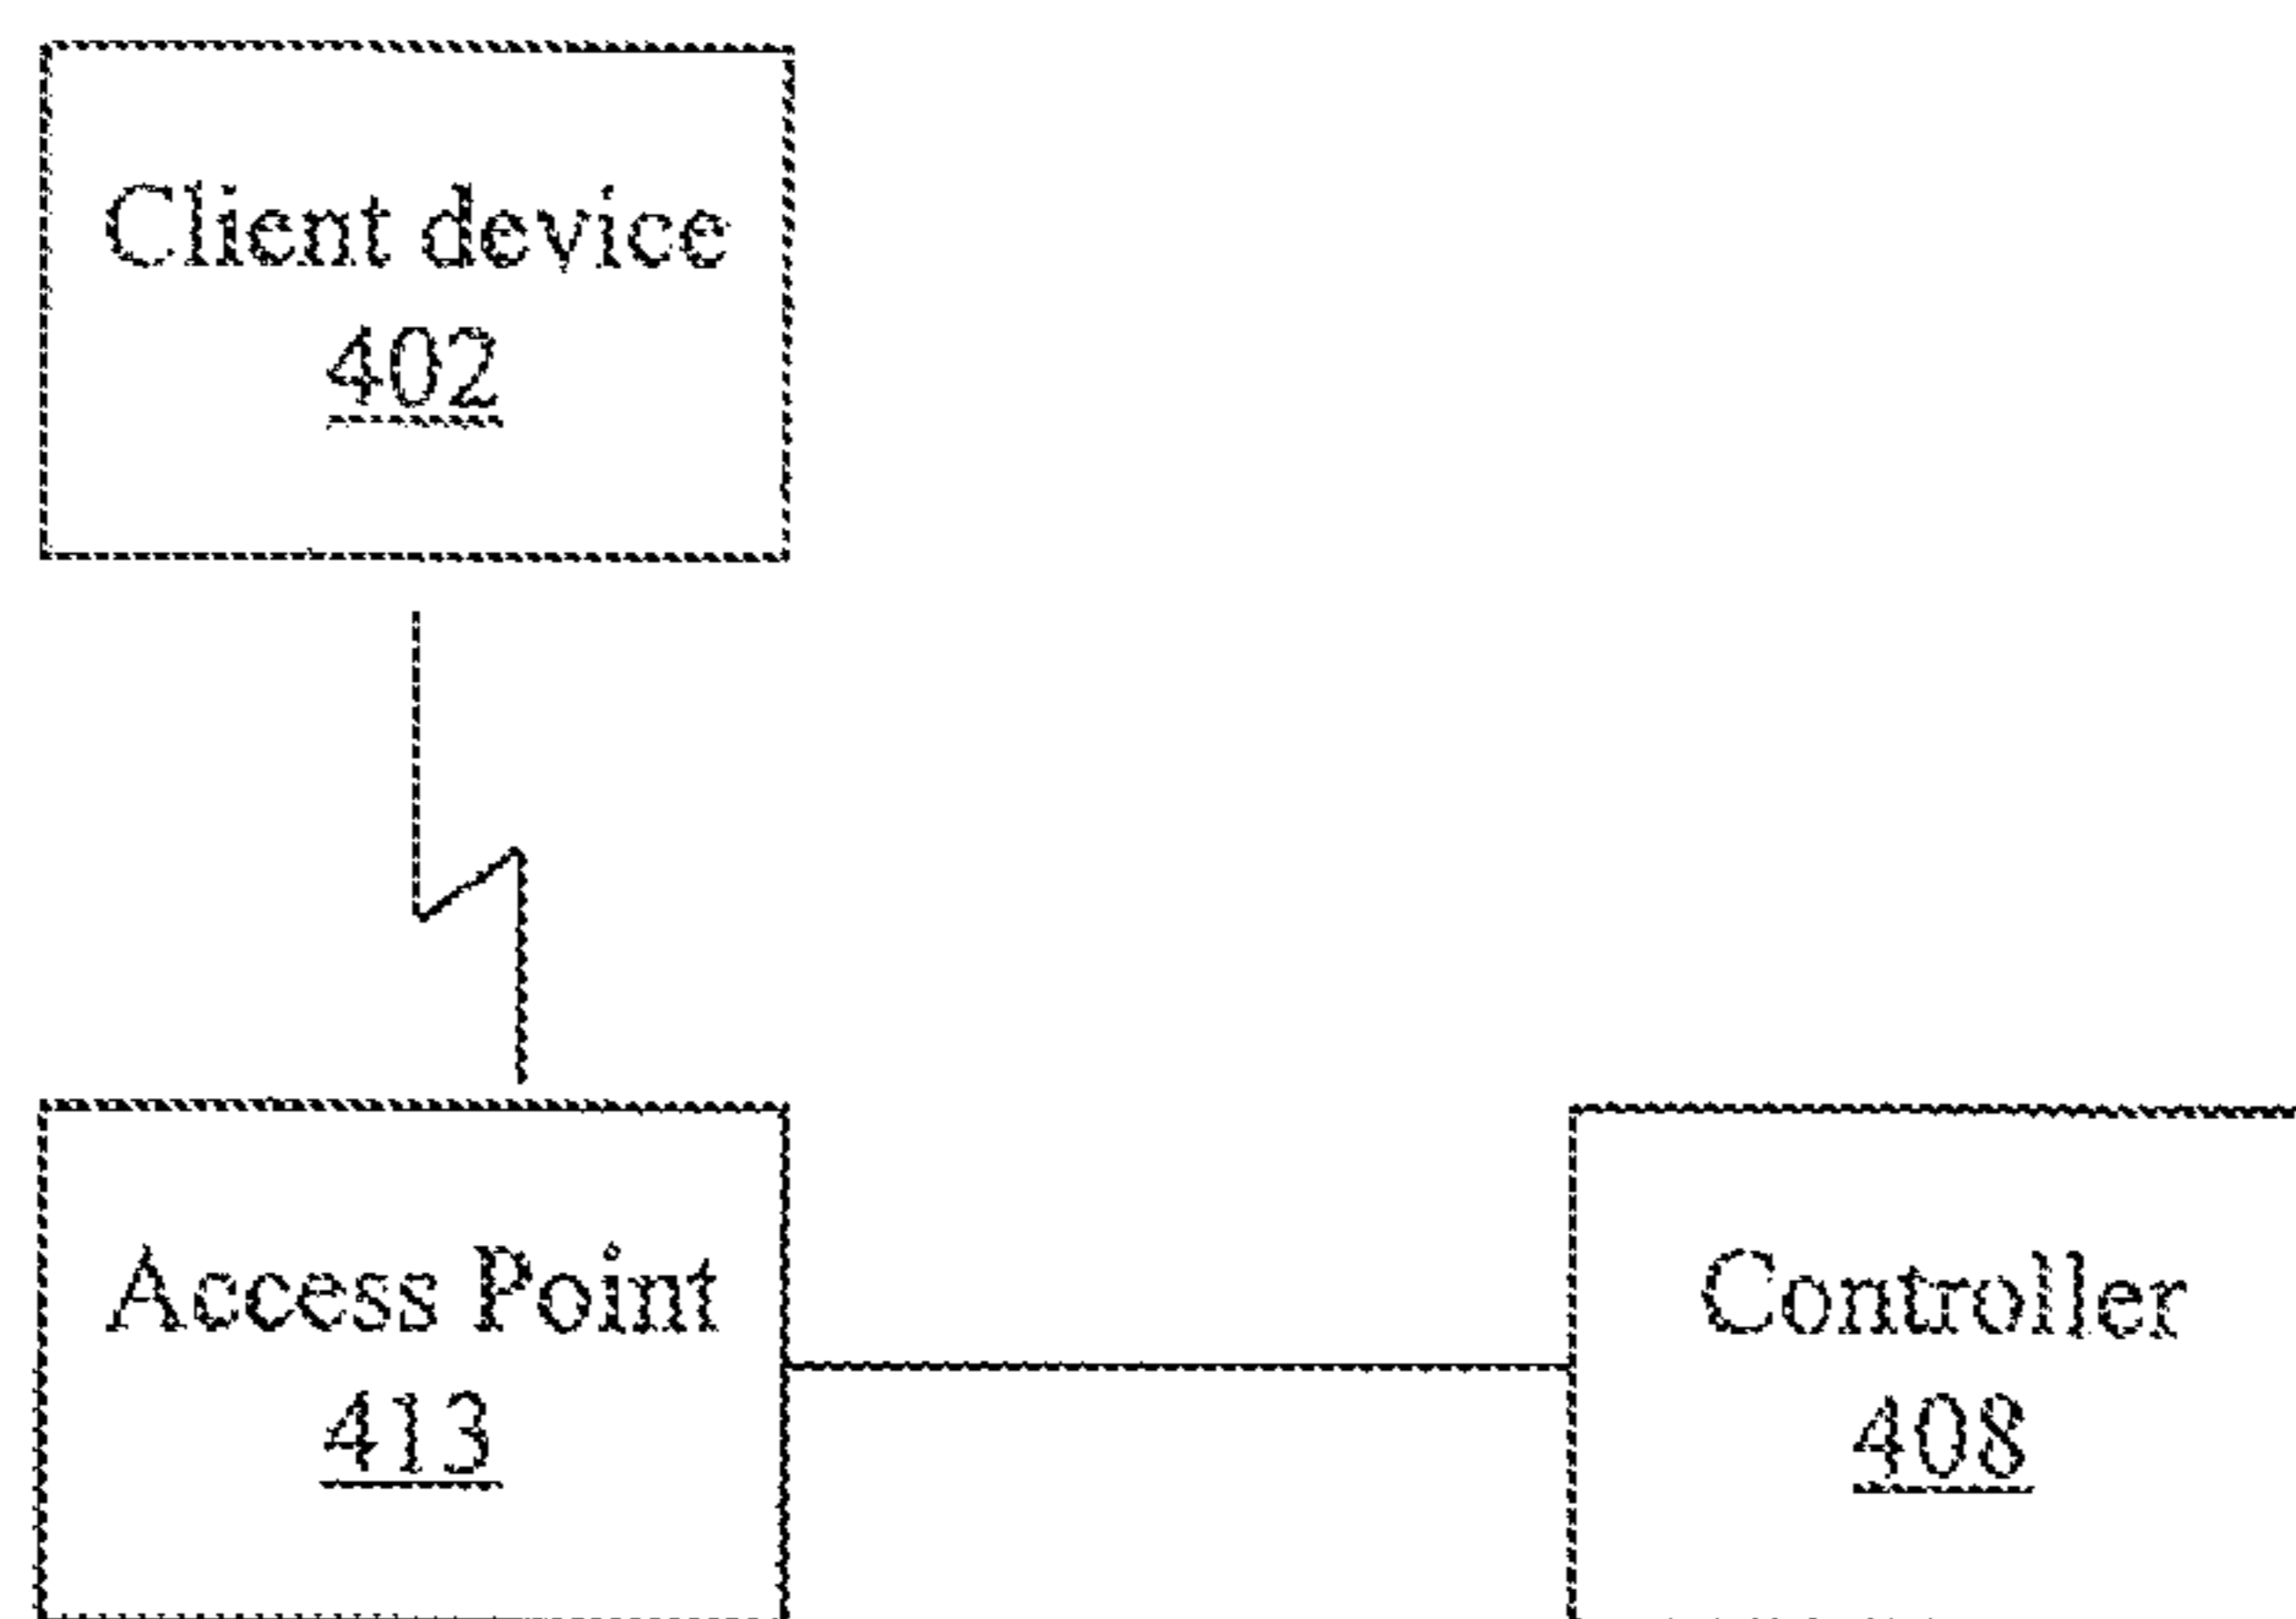 Client device
402
Access Point
413
Controller
408